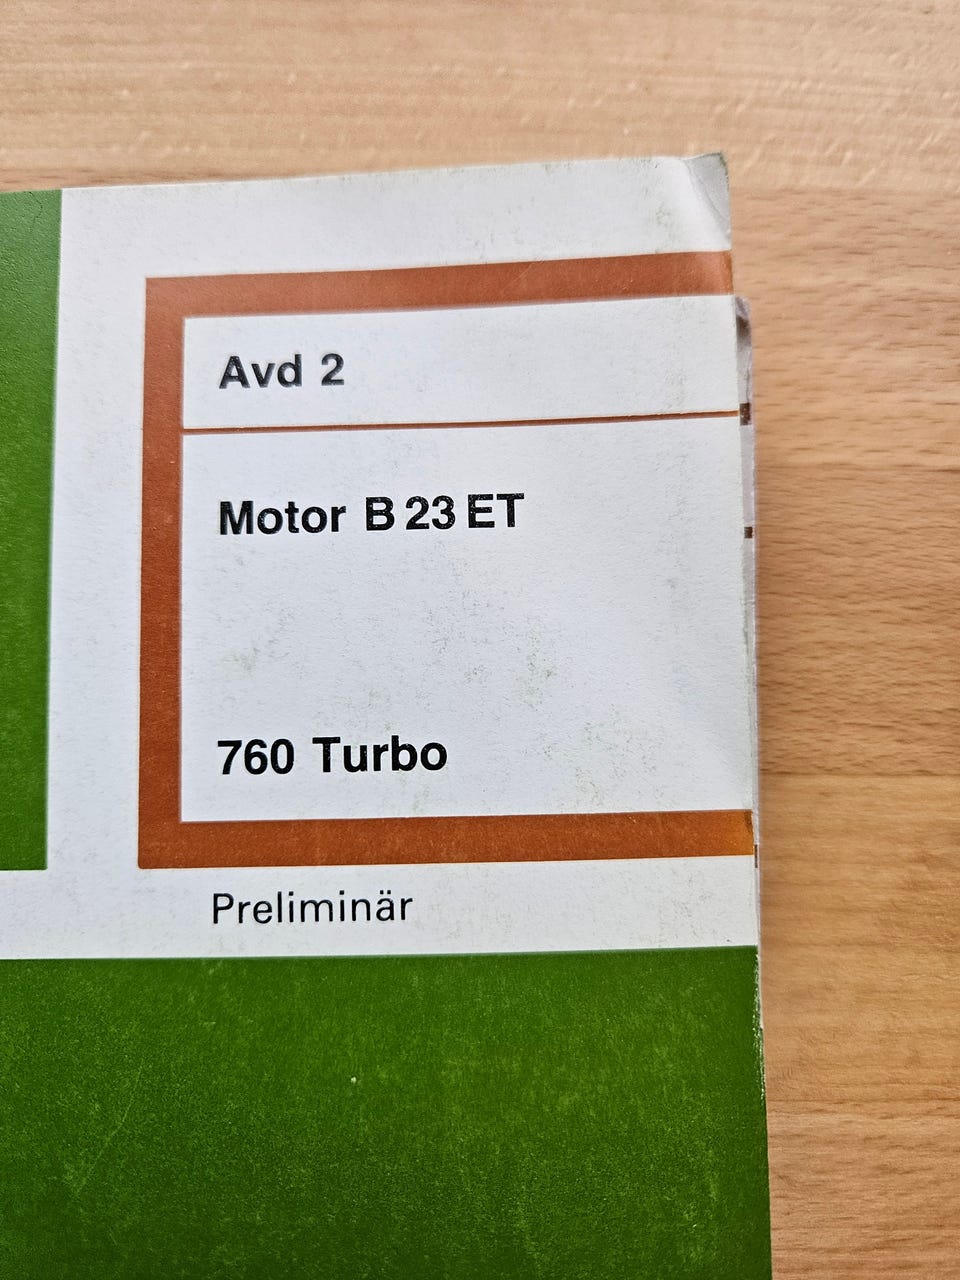 Avd 2
Motor B 23 ET
760 Turbo
Preliminär